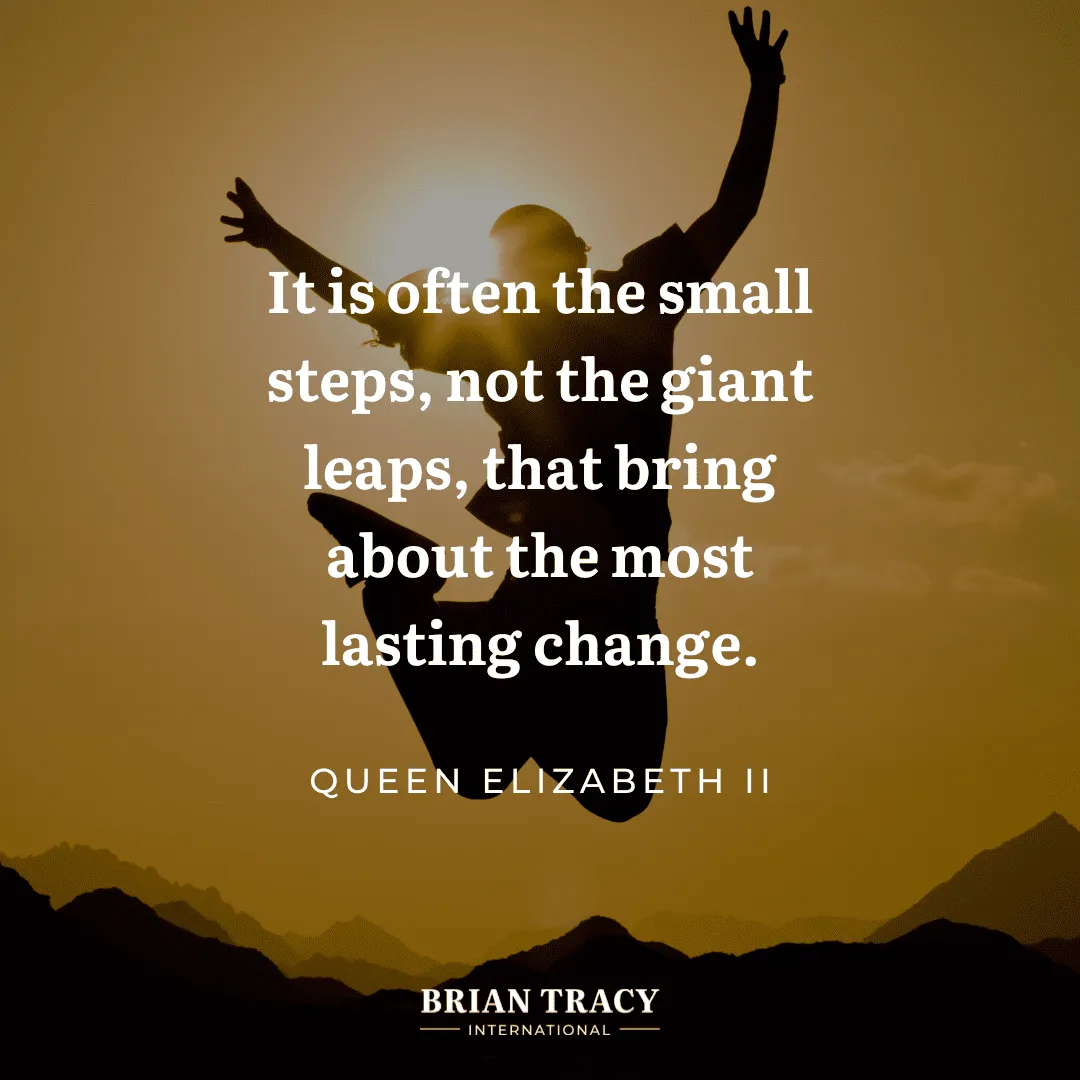 It is often the small
steps, not the giant
leaps, that bring
about the most
lasting change.
QUEEN ELIZABETH II
BRIAN TRACY
INTERNATIONAL